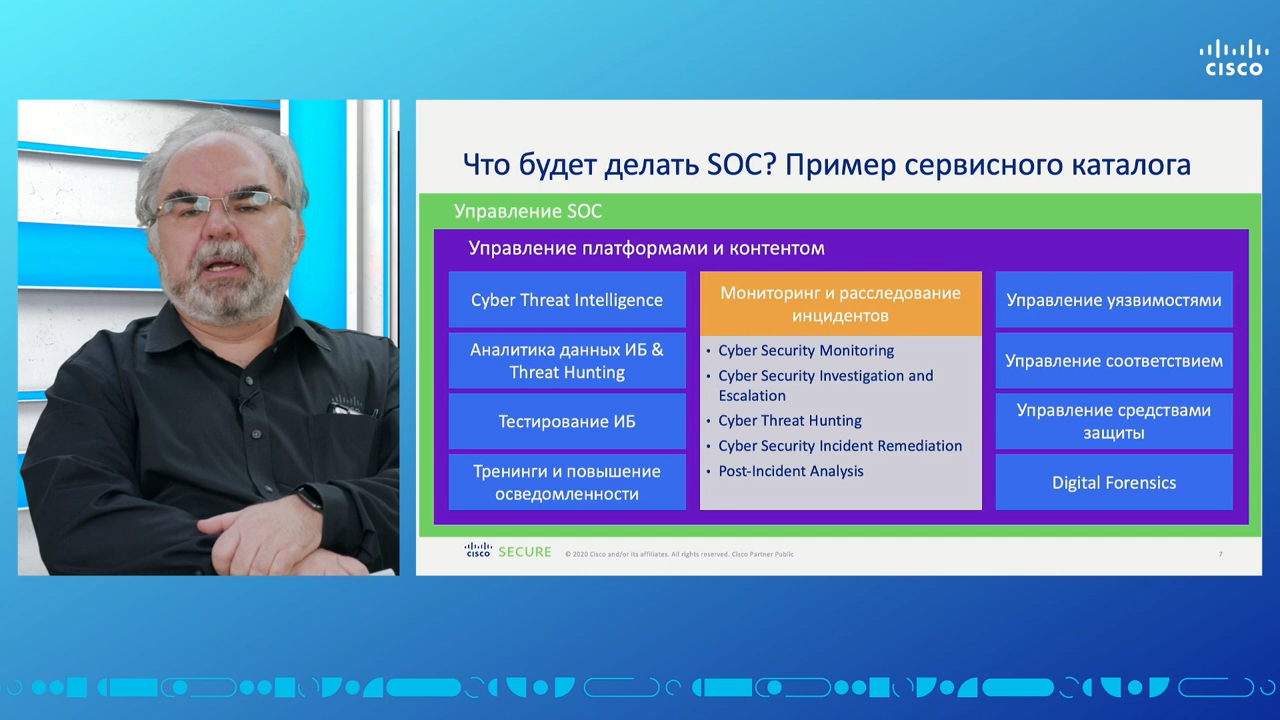 CISCO
Что будет делать SOC? Пример сервисного каталога
Управление SOC
Управление платформами и контентом
Cyber Threat Intelligence
Аналитика данных ИБ &
Threat Hunting
Тестирование ИБ
Тренинги и повышение
осведомленности
Мониторинг и расследование
инцидентов
• Cyber Security Monitoring
• Cyber Security Investigation and
Escalation
• Cyber Threat Hunting
• Cyber Security Incident Remediation
• Post-Incident Analysis
Управление уязвимостями
Управление соответствием
Управление средствами
защиты
Digital Forensics
CISCO SECURE © 2020 Cisco and/or its affiliates. All rights reserved. Cisco Partner Public 7